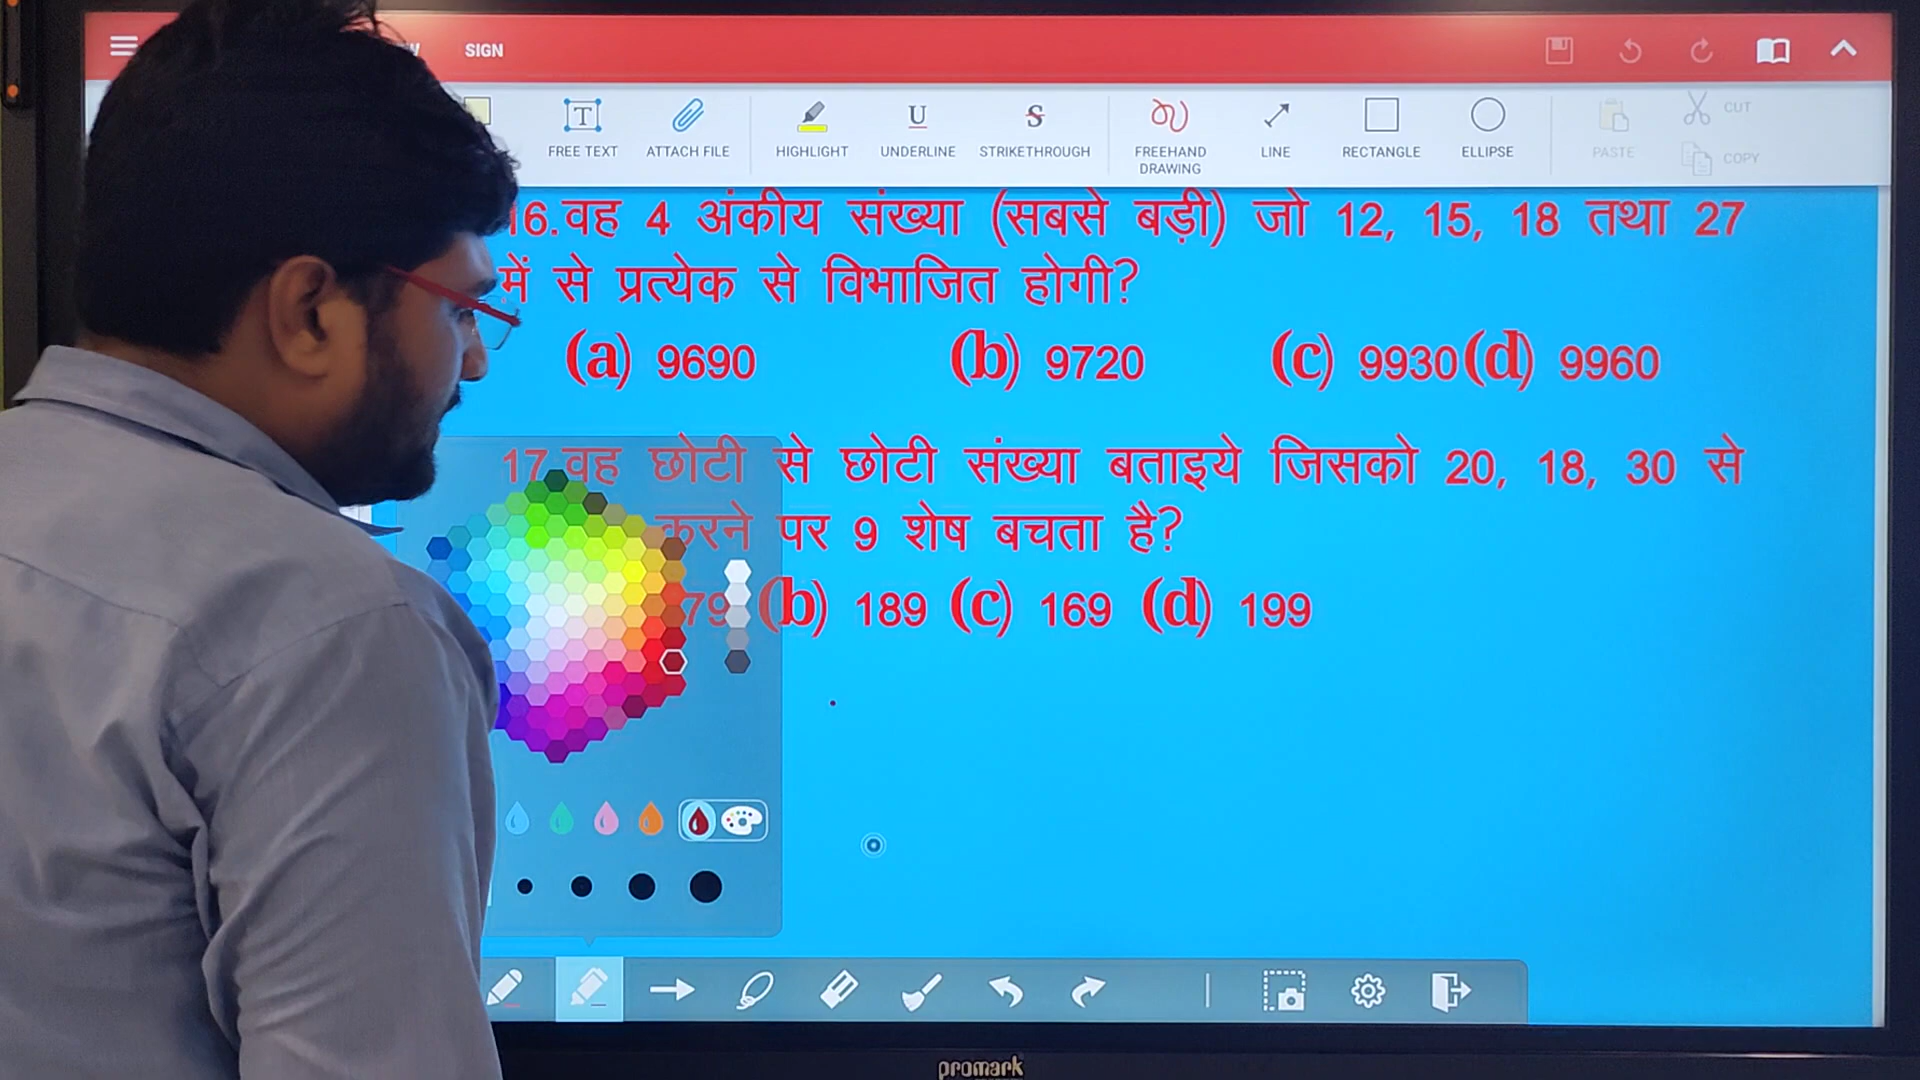 SIGN
FREE TEXT
ATTACH FILE
HIGHLIGHT
UNDERLINE
STRIKETHROUGH
FREEHAND
DRAWING
LINE
RECTANGLE
ELLIPSE
PASTE
CUT
COPY
16.वह 4 अंकीय संख्या (सबसे बड़ी) जो 12, 15, 18 तथा 27
में से प्रत्येक से विभाजित होगी?
(a) 9690 (b) 9720 (c) 9930 (d) 9960
17.वह छोटी से छोटी संख्या बताइये जिसको 20, 18, 30 से
करने पर 9 शेष बचता है?
79 (b) 189 (c) 169 (d) 199
promark